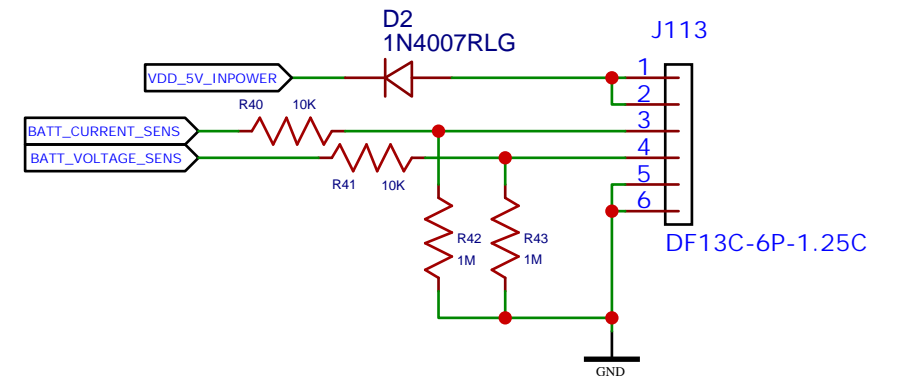 D2
1N4007RLG
J113
VDD_5V_INPOWER
1
2
R40 10K
BATT_CURRENT_SENS
3
BATT_VOLTAGE_SENS
4
R41 10K
5
6
R42
1M
R43
1M
DF13C-6P-1.25C
GND